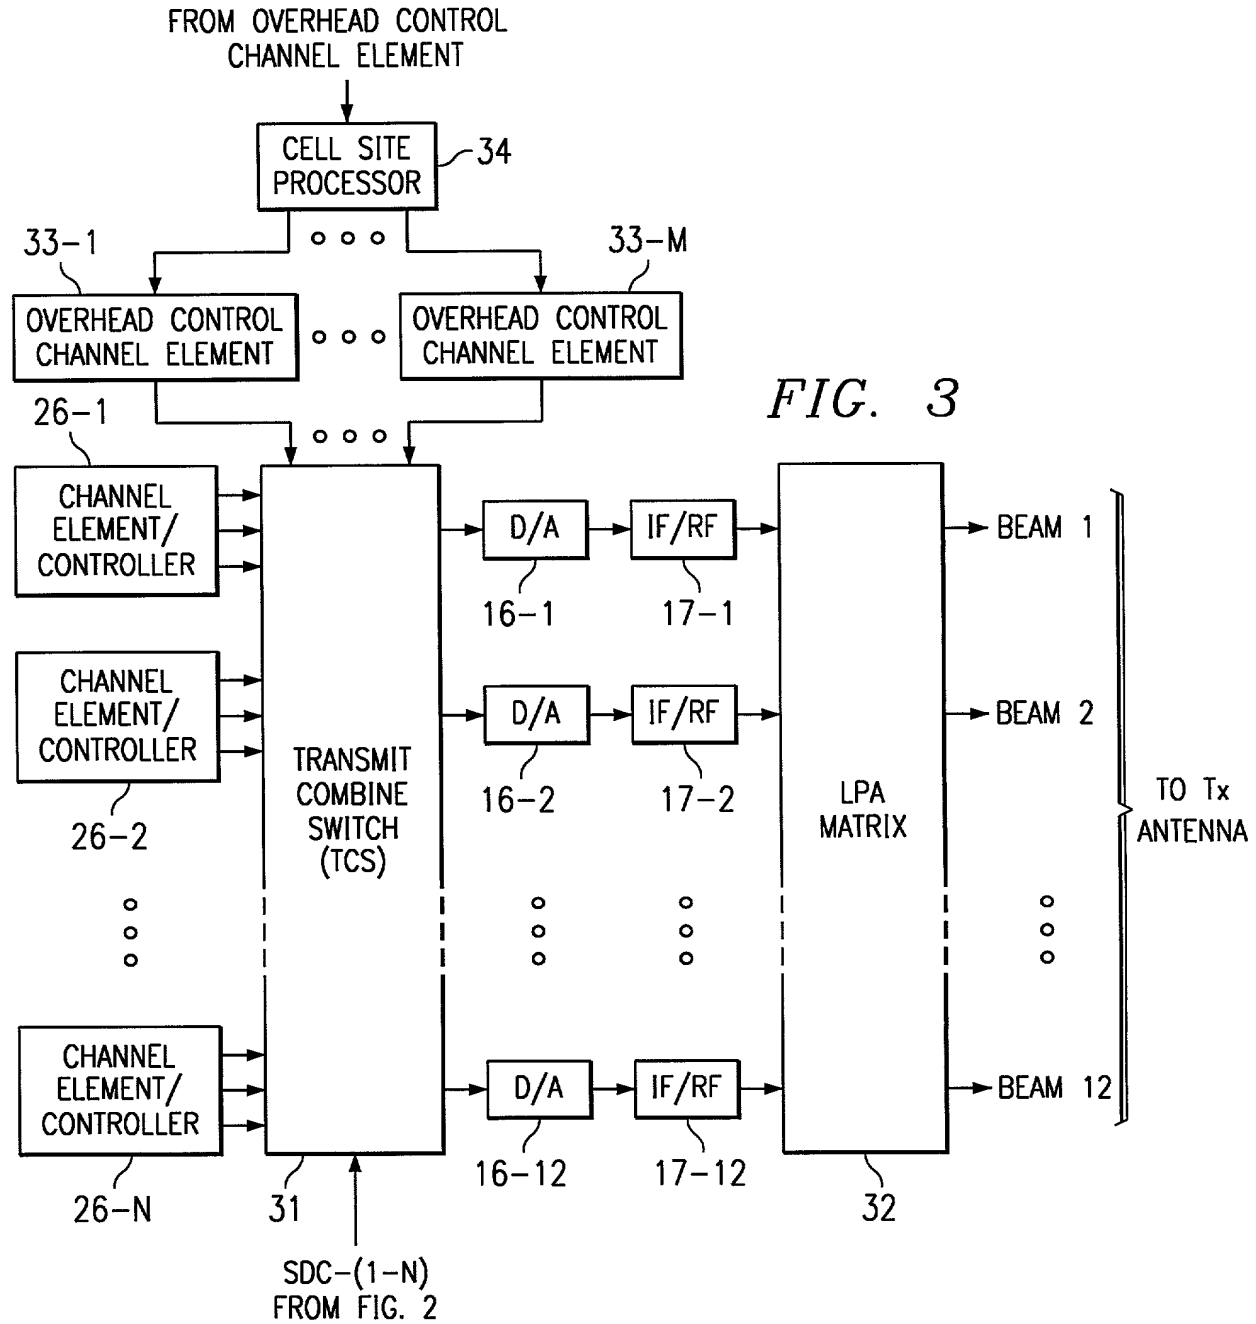 FROM OVERHEAD CONTROL
CHANNEL ELEMENT
CELL SITE
PROCESSOR
34
33-1
33-M
OVERHEAD CONTROL
CHANNEL ELEMENT
OVERHEAD CONTROL
CHANNEL ELEMENT
FIG. 3
26-1
CHANNEL
ELEMENT/
CONTROLLER
D/A
IF/RF
BEAM 1
16-1
17-1
CHANNEL
ELEMENT/
CONTROLLER
26-2
D/A
IF/RF
BEAM 2
16-2
17-2
TRANSMIT
COMBINE
SWITCH
(TCS)
LPA
MATRIX
TO Tx
ANTENNA
CHANNEL
ELEMENT/
CONTROLLER
26-N
D/A
IF/RF
BEAM 12
16-12
17-12
31
32
SDC-(1-N)
FROM FIG. 2